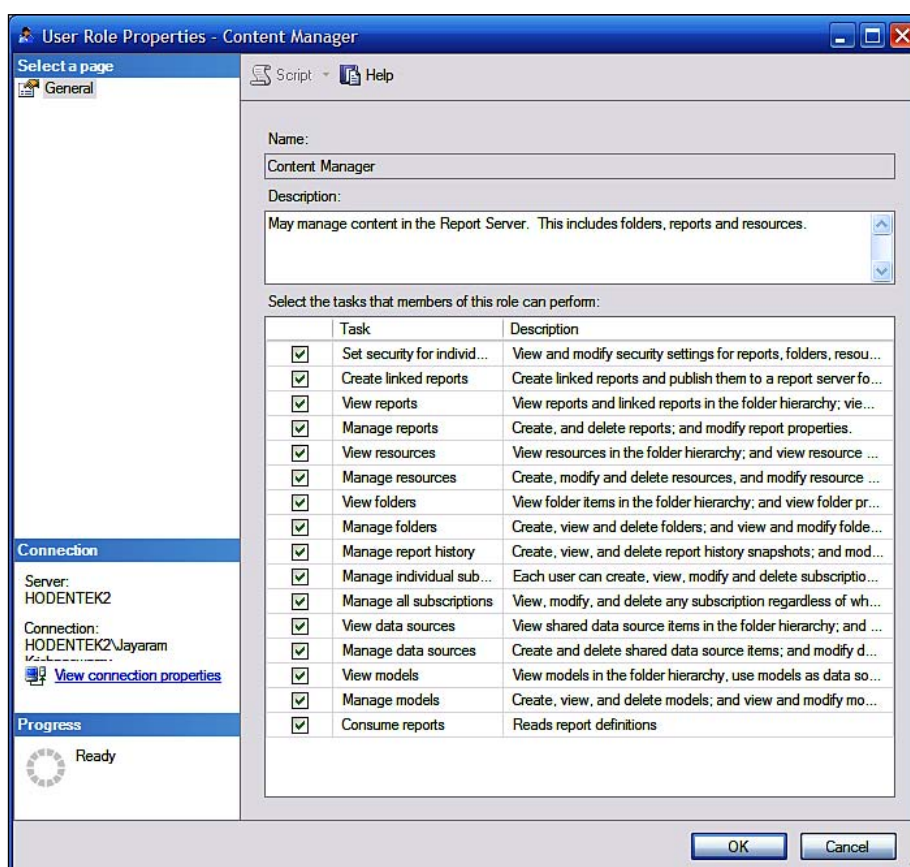 User Role Properties - Content Manager
Select a page
General
Script
Help
Name:
Content Manager
Description:
May manage content in the Report Server.  This includes folders, reports and resources.
Select the tasks that members of this role can perform:
Task Description
Set security for individ... View and modify security settings for reports, folders, resou...
Create linked reports Create linked reports and publish them to a report server fo...
View reports View reports and linked reports in the folder hierarchy; vie...
Manage reports Create, and delete reports; and modify report properties.
View resources View resources in the folder hierarchy; and view resource ...
Manage resources Create, modify and delete resources, and modify resource ...
View folders View folder items in the folder hierarchy; and view folder pr...
Manage folders Create, view and delete folders; and view and modify folde...
Manage report history Create, view, and delete report history snapshots; and mod...
Manage individual sub... Each user can create, view, modify and delete subscriptio...
Manage all subscriptions View, modify, and delete any subscription regardless of wh...
View data sources View shared data source items in the folder hierarchy; and ...
Manage data sources Create and delete shared data source items; and modify d...
View models View models in the folder hierarchy, use models as data so...
Manage models Create, view, and delete models; and view and modify mo...
Consume reports Reads report definitions
Connection
Server:
HODENTEK2
Connection:
HODENTEK2\Jayaram
View connection properties
Progress
Ready
OK
Cancel